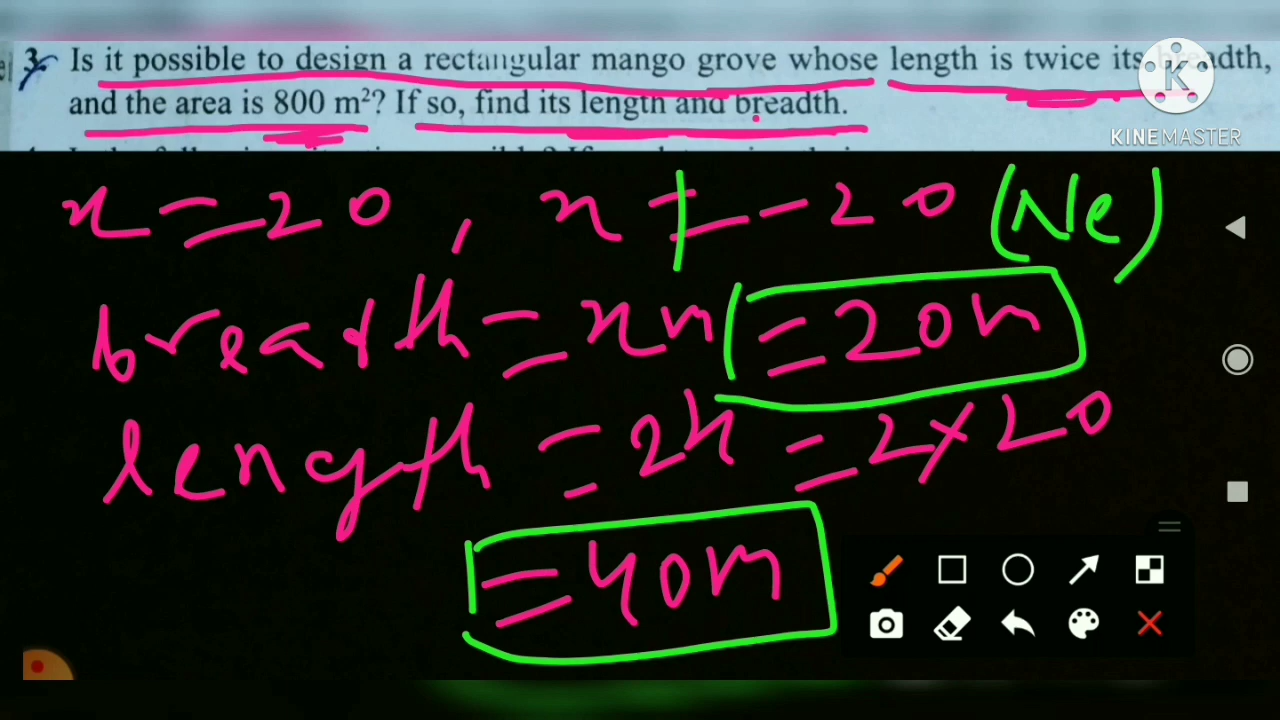 3. Is it possible to design a rectangular mango grove whose length is twice its breadth,
and the area is 800 m²? If so, find its length and breadth.
KINEMASTER
x = 20, x ≠ -20 (Ne)
breadth = xm = 20m
length = 2x = 2×20
= 40m